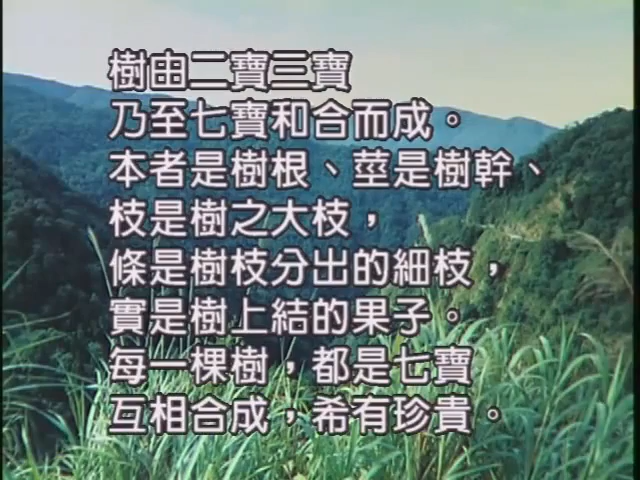 樹由二寶三寶
乃至七寶和合而成。
本者是樹根、莖是樹幹、
枝是樹之大枝，
條是樹枝分出的細枝，
實是樹上結的果子。
每一棵樹，都是七寶
互相合成，希有珍貴。